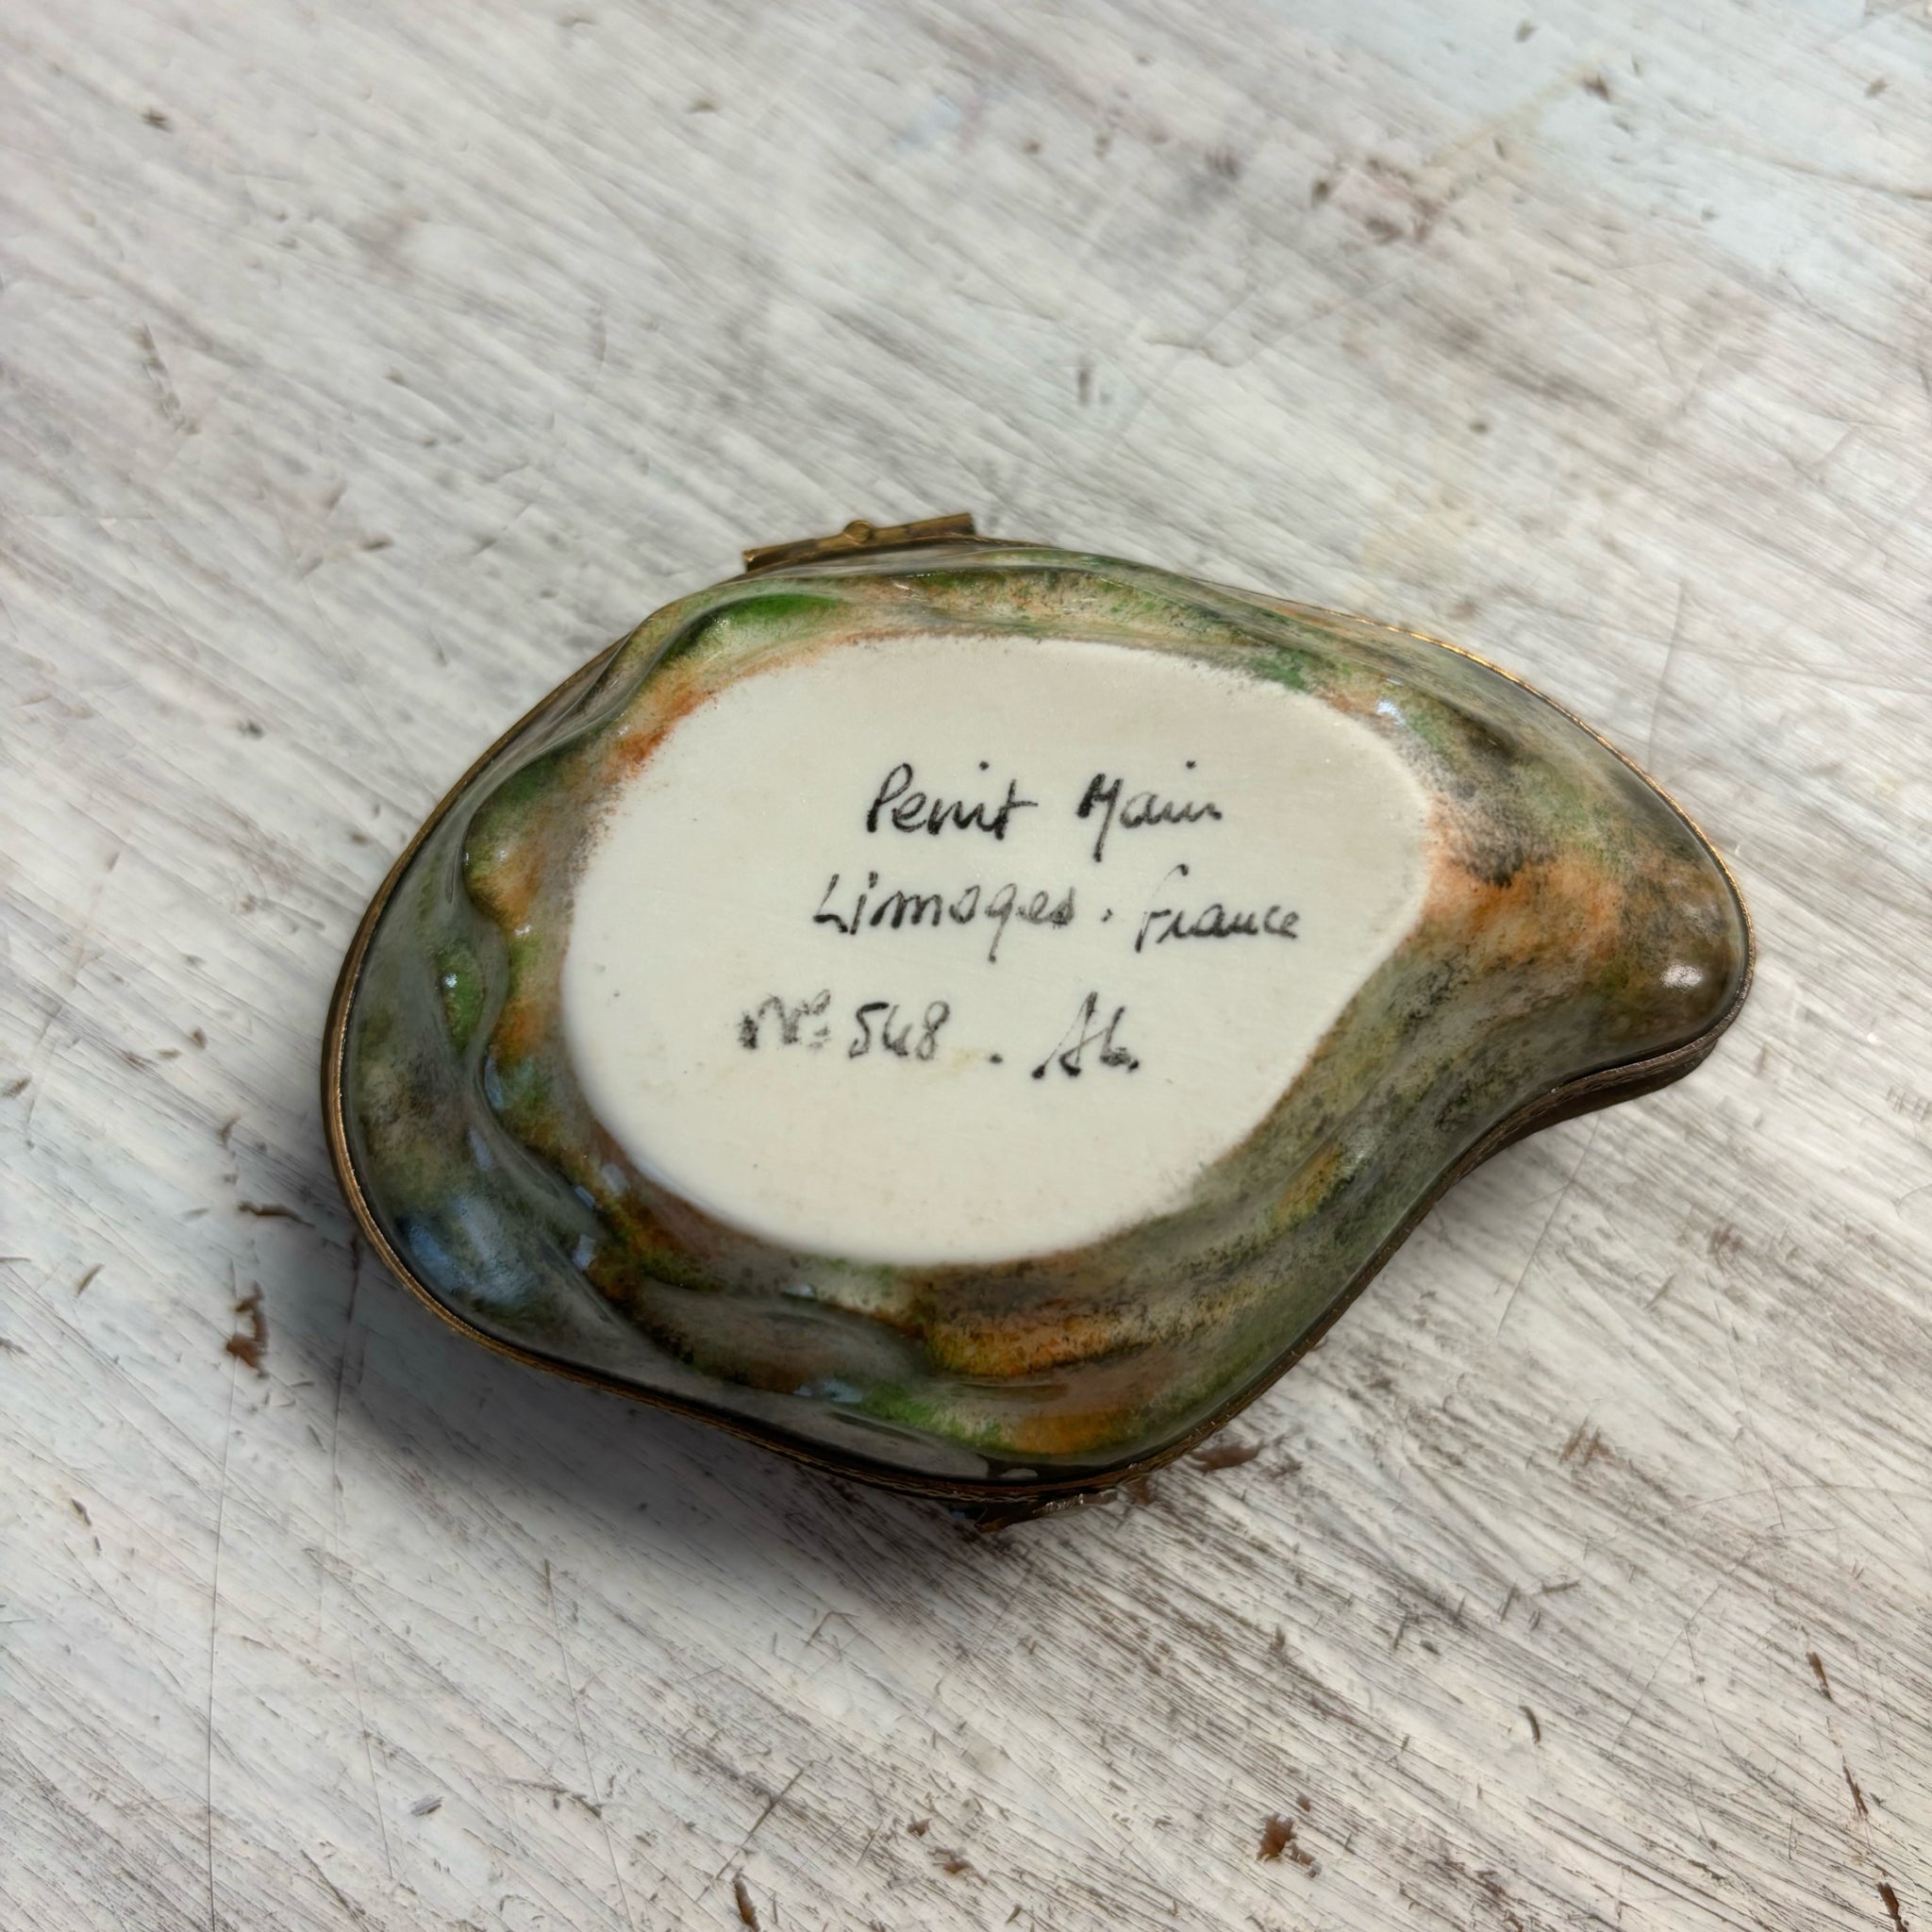 Peint Main
Limoges. France
Nº 548. AL.